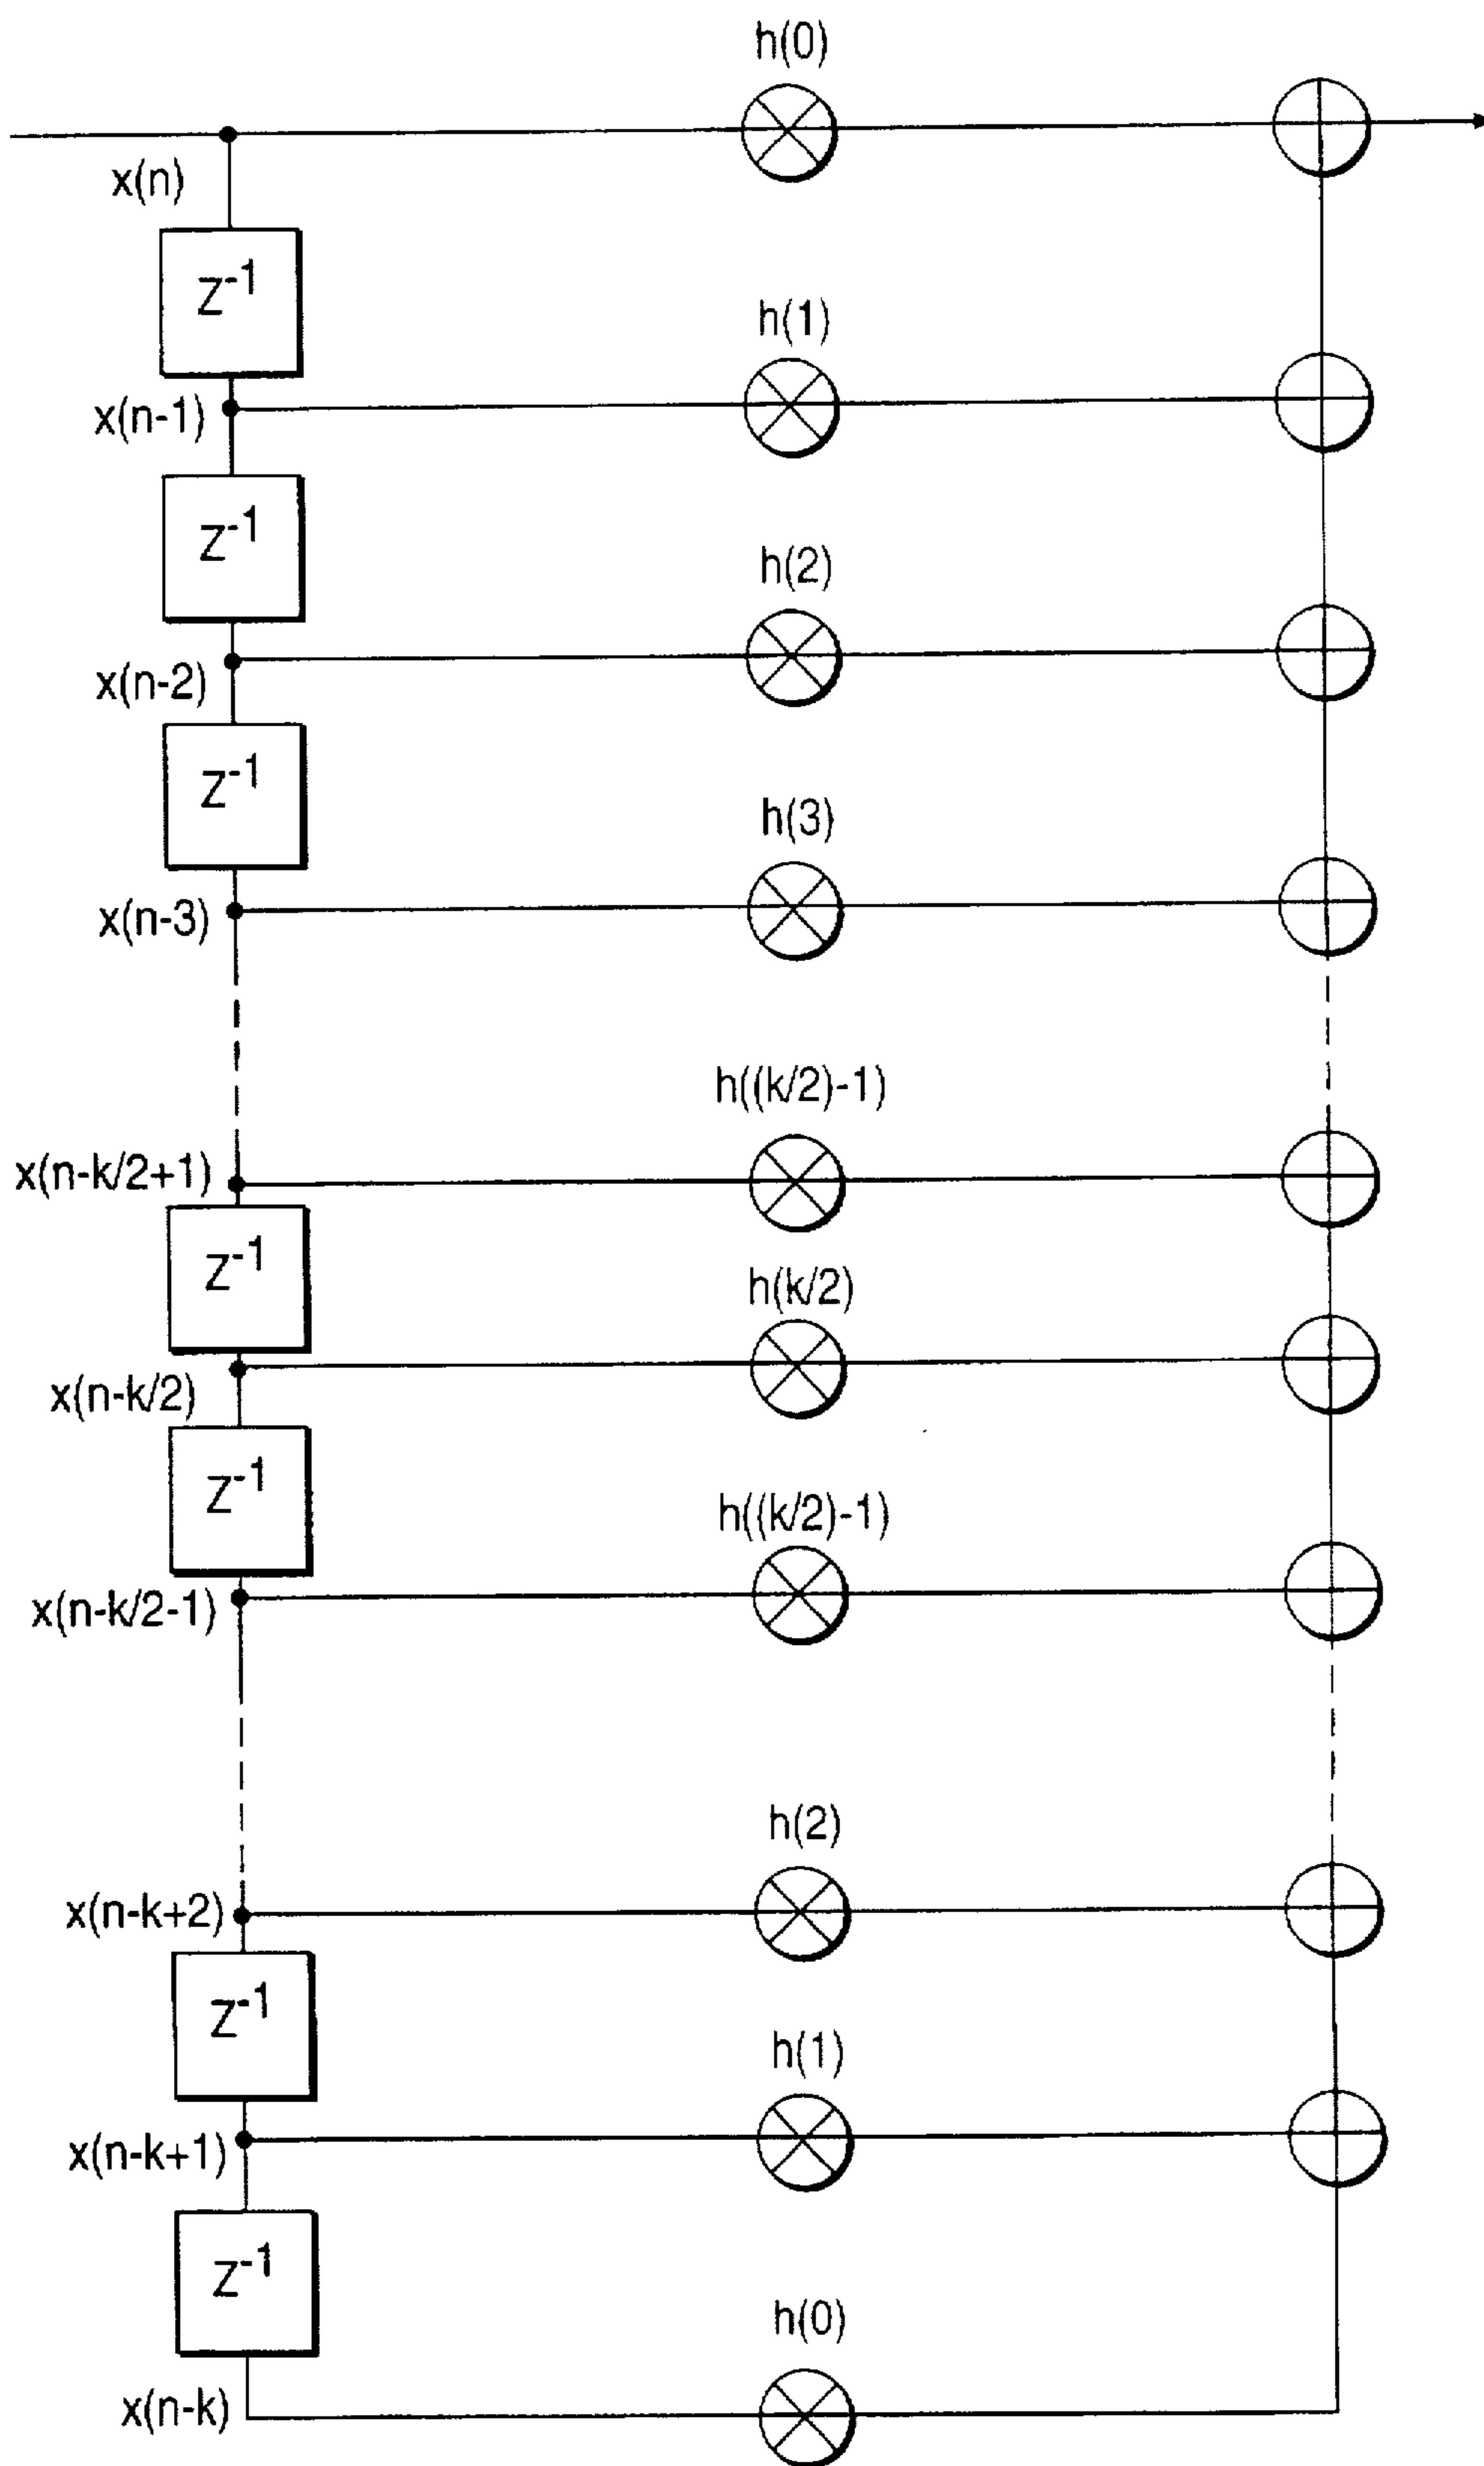 h(0)
x(n)
Z⁻¹
h(1)
x(n-1)
Z⁻¹
h(2)
x(n-2)
Z⁻¹
h(3)
x(n-3)
h((k/2)-1)
x(n-k/2+1)
Z⁻¹
h(k/2)
x(n-k/2)
Z⁻¹
h((k/2)-1)
x(n-k/2-1)
h(2)
x(n-k+2)
Z⁻¹
h(1)
x(n-k+1)
Z⁻¹
h(0)
x(n-k)